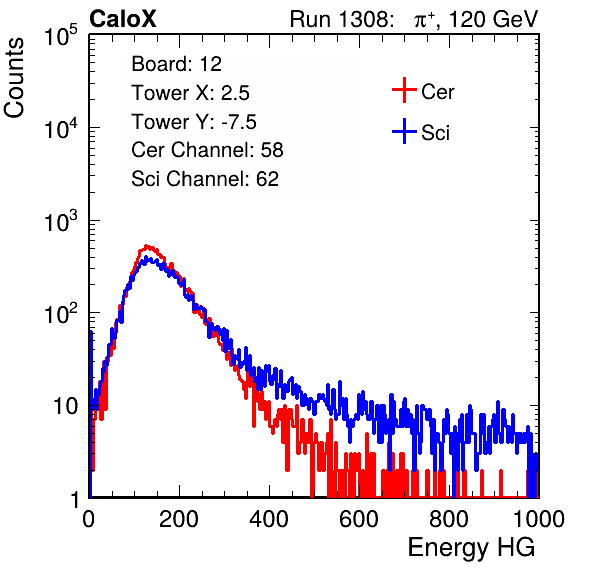 CaloX Run 1308: π⁺, 120 GeV
Counts
Board: 12
Tower X: 2.5
Tower Y: -7.5
Cer Channel: 58
Sci Channel: 62
Cer
Sci
10⁵
10⁴
10³
10²
10
1
0 200 400 600 800 1000
Energy HG